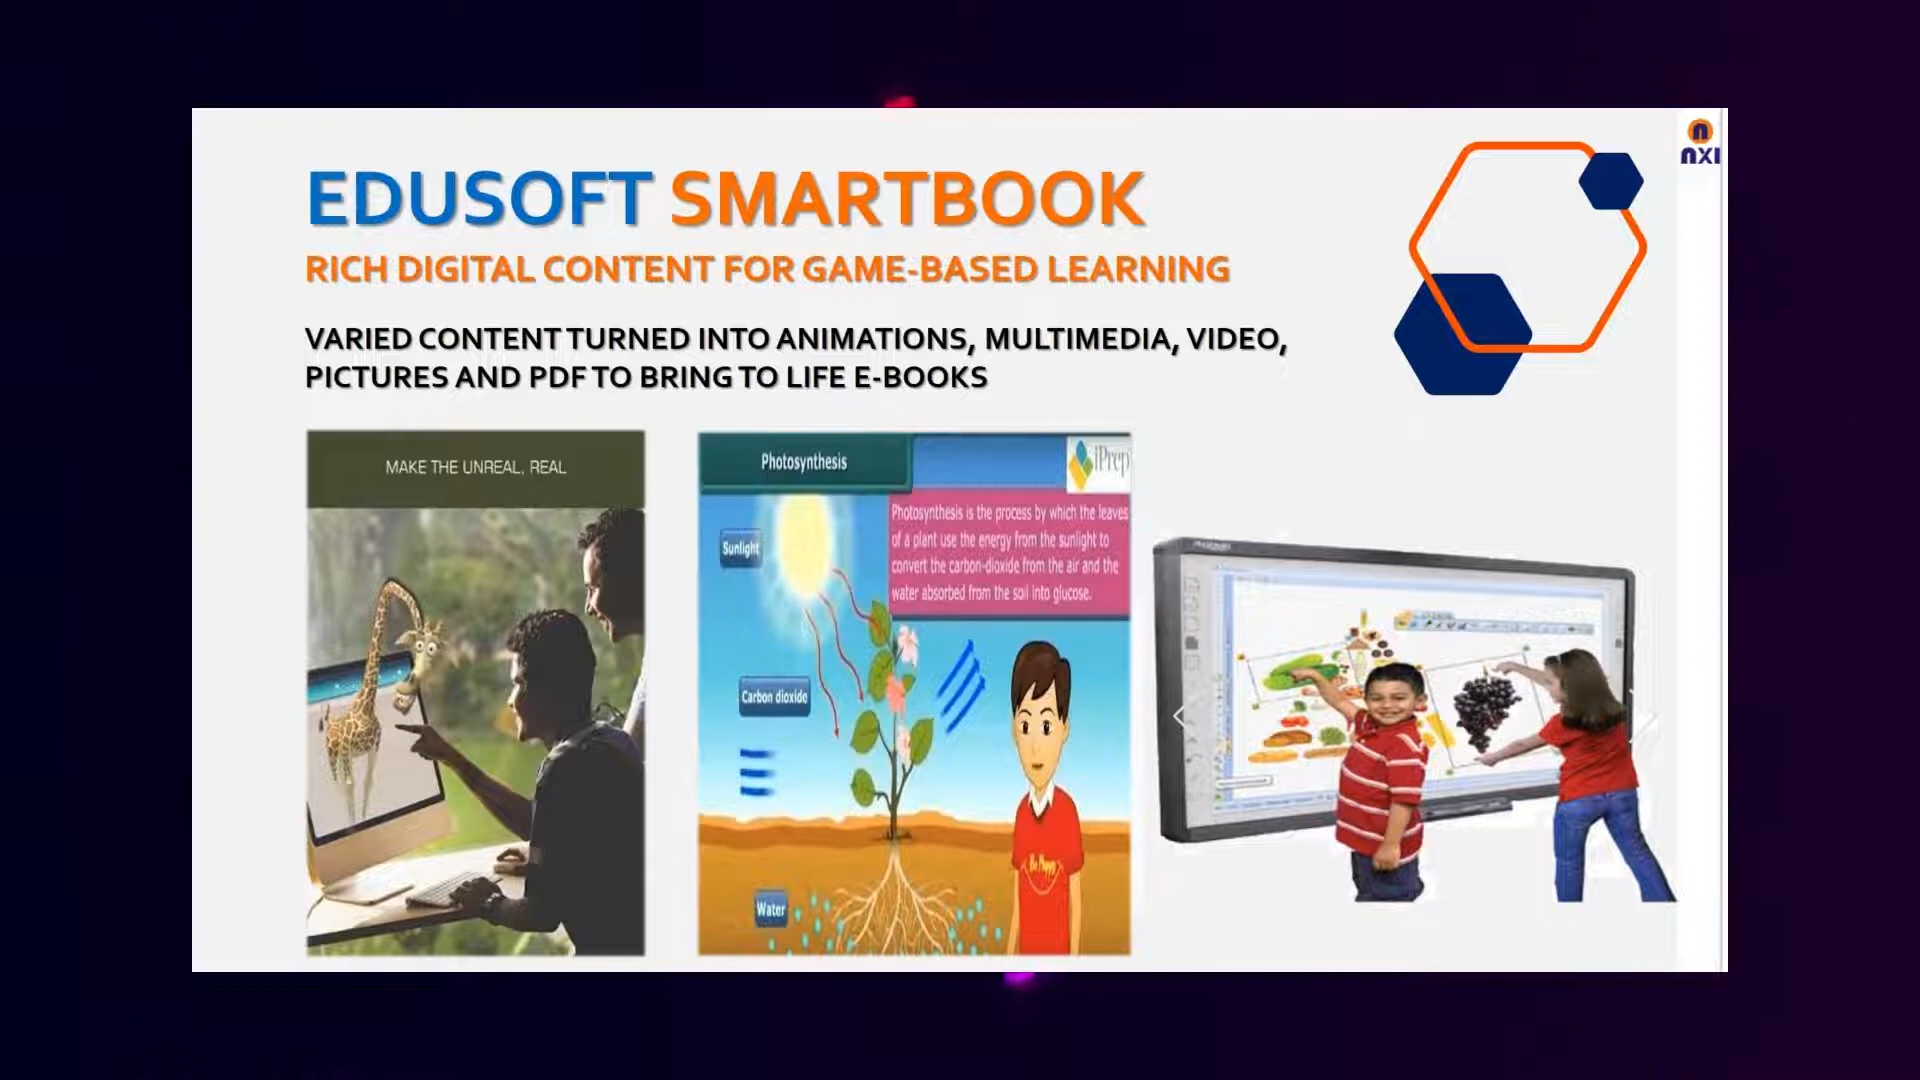 nxi
EDUSOFT SMARTBOOK
RICH DIGITAL CONTENT FOR GAME-BASED LEARNING
VARIED CONTENT TURNED INTO ANIMATIONS, MULTIMEDIA, VIDEO,
PICTURES AND PDF TO BRING TO LIFE E-BOOKS
MAKE THE UNREAL, REAL
Photosynthesis
iPrep
Photosynthesis is the process by which the leaves
of a plant use the energy from the sunlight to
convert the carbon-dioxide from the air and the
water absorbed from the soil into glucose.
Sunlight
Carbon dioxide
Be Happy
Water